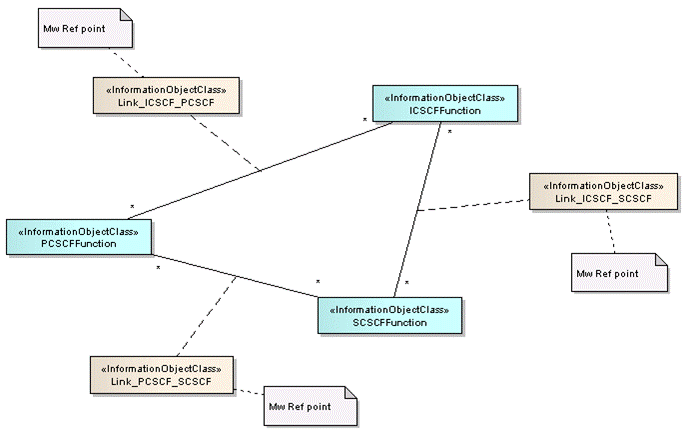 Mw Ref point
«InformationObjectClass»
Link_ICSCF_PCSCF
«InformationObjectClass»
ICSCFFunction
*
*
«InformationObjectClass»
Link_ICSCF_SCSCF
*
«InformationObjectClass»
PCSCFFunction
*
*
*
Mw Ref point
«InformationObjectClass»
SCSCFFunction
«InformationObjectClass»
Link_PCSCF_SCSCF
Mw Ref point